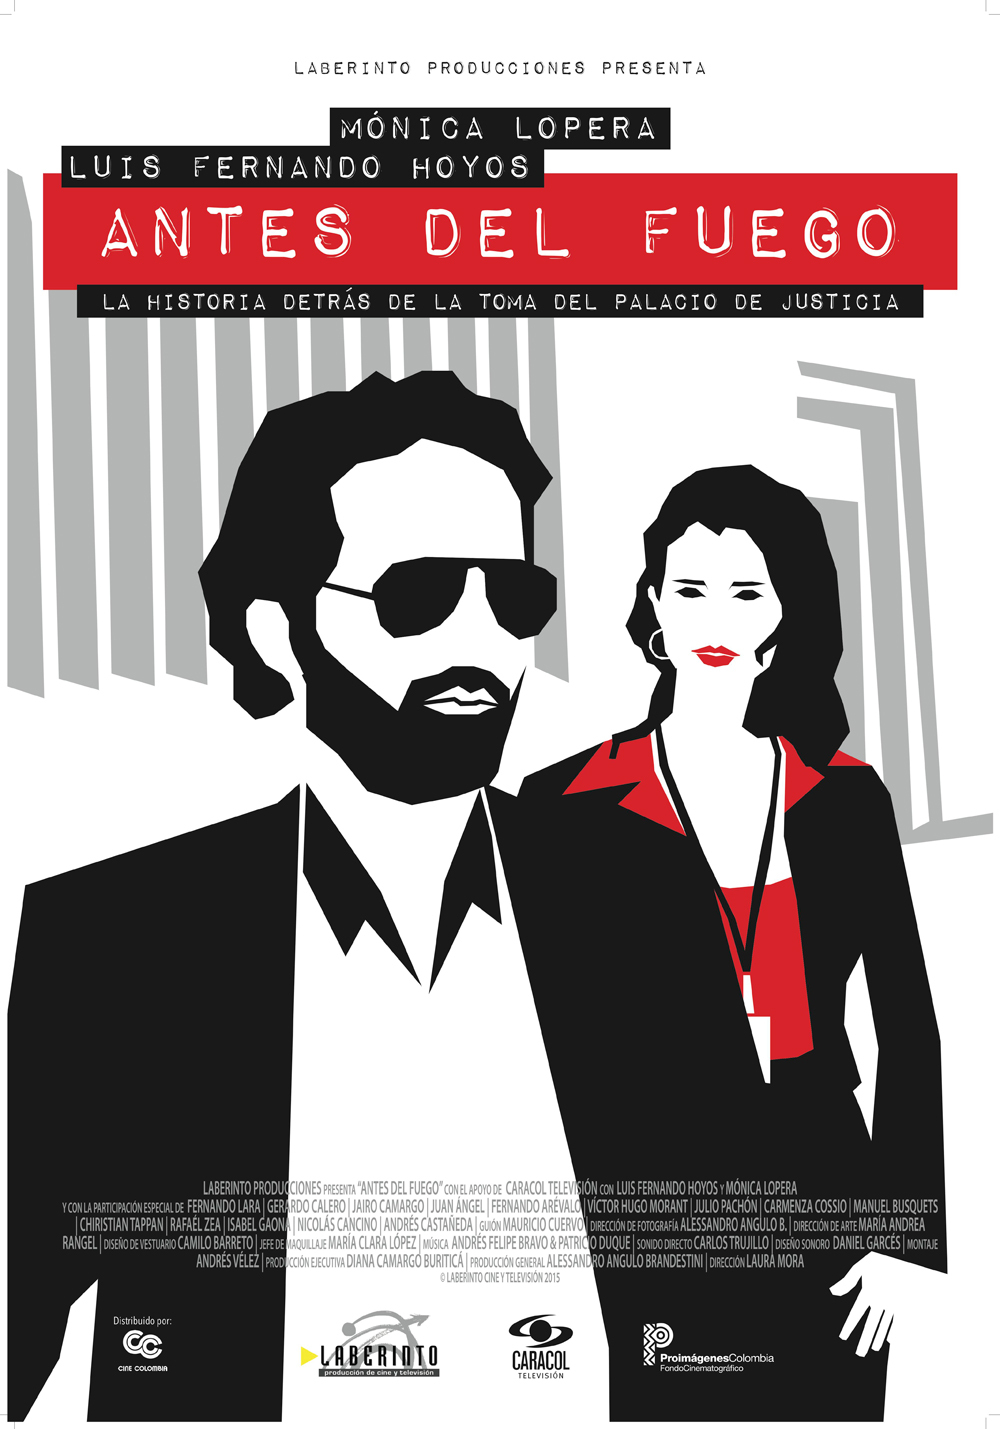 LABERINTO PRODUCCIONES PRESENTA
MÓNICA LOPERA
LUIS FERNANDO HOYOS
ANTES DEL FUEGO
LA HISTORIA DETRÁS DE LA TOMA DEL PALACIO DE JUSTICIA
LABERINTO PRODUCCIONES PRESENTA "ANTES DEL FUEGO" CON EL APOYO DE CARACOL TELEVISIÓN CON LUIS FERNANDO HOYOS Y MÓNICA LOPERA
Y CON LA PARTICIPACIÓN ESPECIAL DE FERNANDO LARA | GERARDO CALERO | JAIRO CAMARGO | JUAN ÁNGEL | FERNANDO ARÉVALO | VÍCTOR HUGO MORANT | JULIO PACHÓN | CARMENZA COSSIO | MANUEL BUSQUETS
| CHRISTIAN TAPPAN | RAFAÉL ZEA | ISABEL GAONA | NICOLÁS CANCINO | ANDRÉS CASTAÑEDA | GUIÓN MAURICIO CUERVO | DIRECCIÓN DE FOTOGRAFÍA ALESSANDRO ANGULO B. | DIRECCIÓN DE ARTE MARÍA ANDREA
RANGEL | DISEÑO DE VESTUARIO CAMILO BARRETO | JEFE DE MAQUILLAJE MARÍA CLARA LÓPEZ | MÚSICA ANDRÉS FELIPE BRAVO & PATRICIO DUQUE | SONIDO DIRECTO CARLOS TRUJILLO | DISEÑO SONORO DANIEL GARCÉS | MONTAJE
ANDRÉS VÉLEZ | PRODUCCIÓN EJECUTIVA DIANA CAMARGO BURITICÁ | PRODUCCIÓN GENERAL ALESSANDRO ANGULO BRANDESTINI | DIRECCIÓN LAURA MORA
© LABERINTO CINE Y TELEVISIÓN 2015
Distribuido por:
CINE COLOMBIA
LABERINTO
producción de cine y televisión
CARACOL
TELEVISIÓN
ProimágenesColombia
FondoCinematográfico